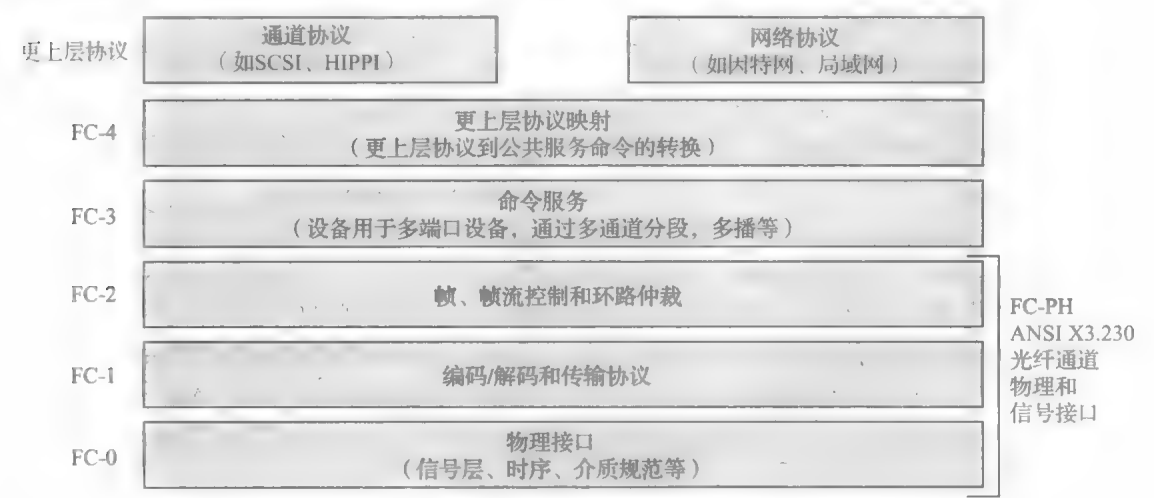 更上层协议
通道协议
（如SCSI、HIPPI）
网络协议
（如因特网、局域网）
FC-4
更上层协议映射
（更上层协议到公共服务命令的转换）
FC-3
命令服务
（设备用于多端口设备，通过多通道分段，多播等）
FC-2
帧、帧流控制和环路仲裁
FC-1
编码/解码和传输协议
FC-0
物理接口
（信号层、时序、介质规范等）
FC-PH
ANSI X3.230
光纤通道
物理和
信号接口